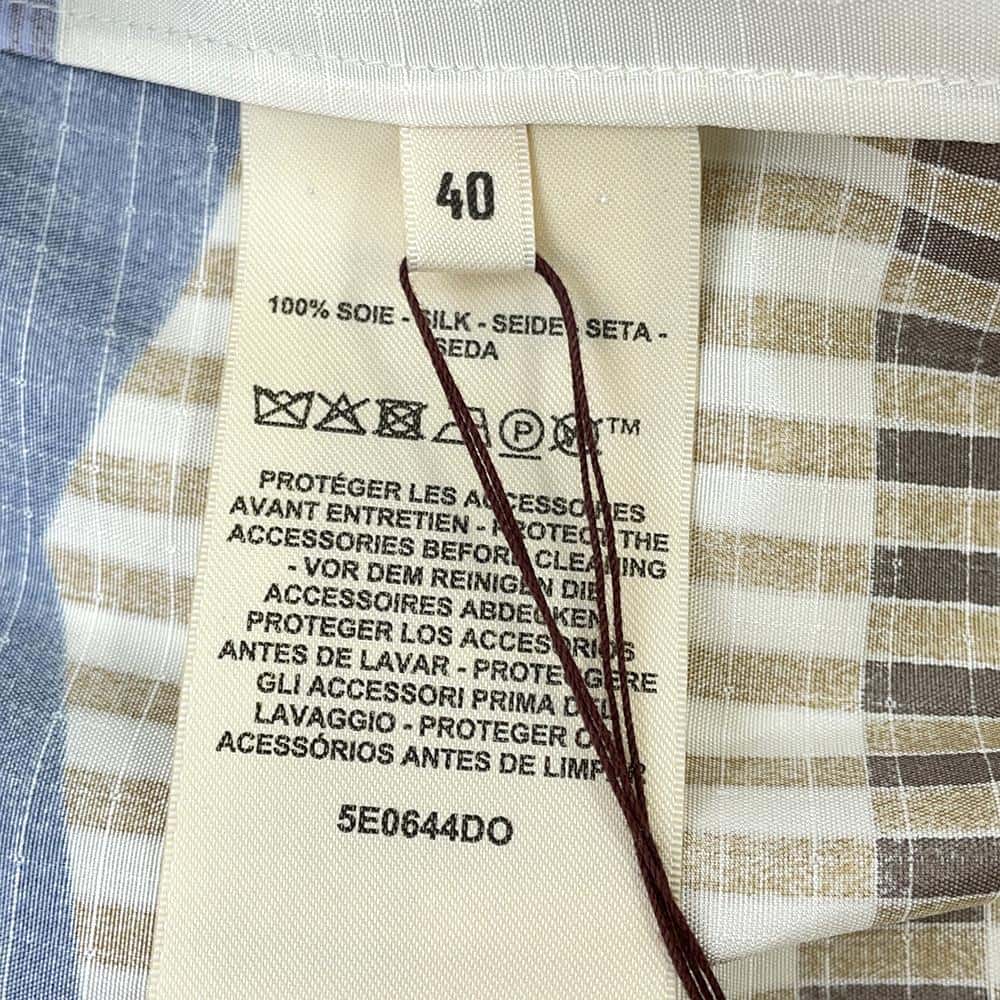 40
100% SOIE - SILK - SEIDE - SETA -
SEDA
P
TM
PROTÉGER LES ACCESSOIRES
AVANT ENTRETIEN - PROTECT THE
ACCESSORIES BEFORE CLEANING
- VOR DEM REINIGEN DIE
ACCESSOIRES ABDECKEN
PROTEGER LOS ACCESORIOS
ANTES DE LAVAR - PROTEGGERE
GLI ACCESSORI PRIMA DEL
LAVAGGIO - PROTEGER OS
ACESSÓRIOS ANTES DE LIMPAR
5E0644DO